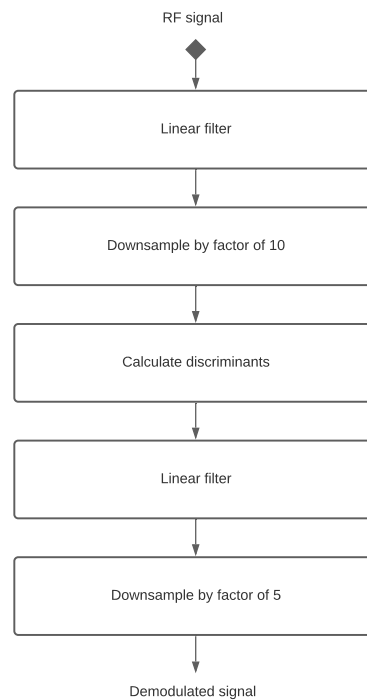 RF signal
Linear filter
Downsample by factor of 10
Calculate discriminants
Linear filter
Downsample by factor of 5
Demodulated signal